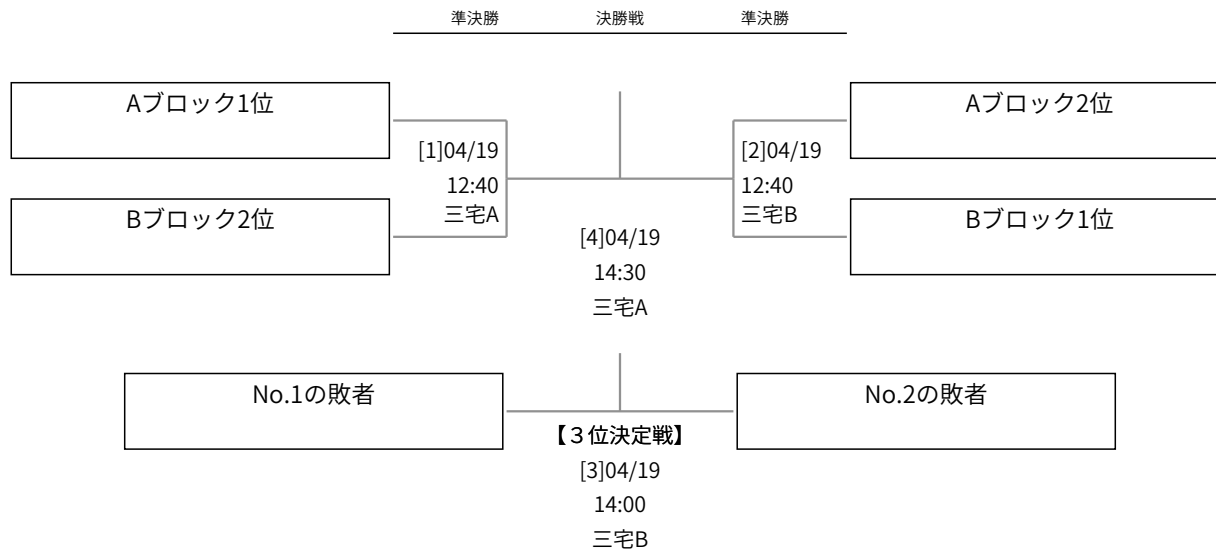 準決勝 決勝戦 準決勝
Aブロック1位
Aブロック2位
[1]04/19
12:40
三宅A
[2]04/19
12:40
三宅B
Bブロック2位
Bブロック1位
[4]04/19
14:30
三宅A
No.1の敗者
No.2の敗者
【３位決定戦】
[3]04/19
14:00
三宅B